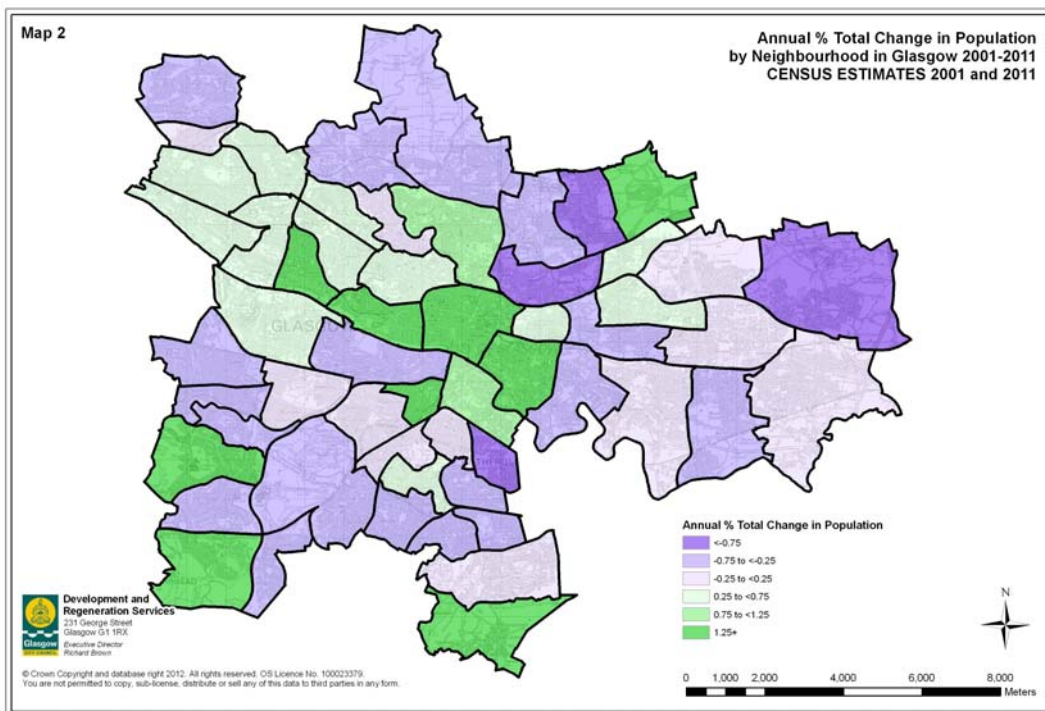 Map 2
Annual % Total Change in Population
by Neighbourhood in Glasgow 2001-2011
CENSUS ESTIMATES 2001 and 2011
GLASGOW
Annual % Total Change in Population
<-0.75
-0.75 to <-0.25
-0.25 to <0.25
0.25 to <0.75
0.75 to <1.25
1.25+
Glasgow
CITY COUNCIL
Development and
Regeneration Services
231 George Street
Glasgow G1 1RX
Executive Director
Richard Brown
N
© Crown Copyright and database right 2012. All rights reserved. OS Licence No. 100023379.
You are not permitted to copy, sub-license, distribute or sell any of this data to third parties in any form.
0 1,000 2,000 4,000 6,000 8,000
Meters